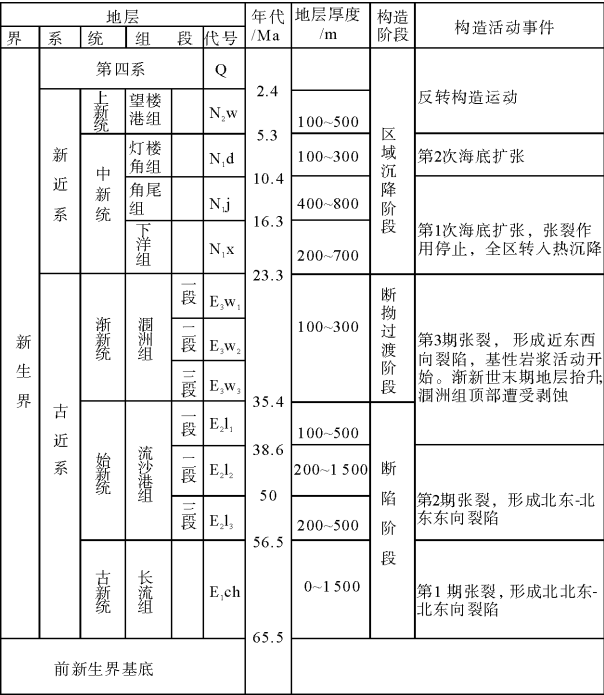 地层 年代/Ma 地层厚度/m 构造阶段 构造活动事件
界 系 统 组 段 代号
第四系 Q
2.4
反转构造运动
新生界
新近系
上新统 望楼港组 N₂w 100~500
5.3
区域沉降阶段
中新统
灯楼角组 N₁d 100~300 第2次海底扩张
10.4
角尾组 N₁j 400~800
16.3
第1次海底扩张，张裂作
用停止，全区转入热沉降
下洋组 N₁x 200~700
23.3
古近系
渐新统 涠洲组
一段 E₃w₁
二段 E₃w₂
三段 E₃w₃
100~300
断拗过渡阶段
第3期张裂， 形成近东西
向裂陷，基性岩浆活动开
始。渐新世末期地层抬升,
涠洲组顶部遭受剥蚀
35.4
始新统 流沙港组
一段 E₂l₁ 100~500
38.6
二段 E₂l₂ 200~1 500
50
三段 E₂l₃ 200~500
断陷阶段
第2期张裂，形成北东-北
东东向裂陷
56.5
古新统 长流组 E₁ch 0~1 500
第1 期张裂，形成北北东-
北东向裂陷
65.5
前新生界基底